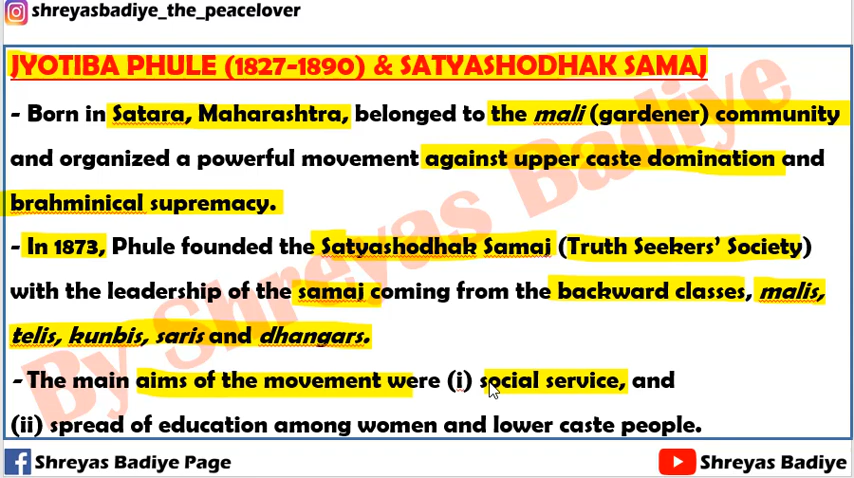 shreyasbadiye_the_peacelover
JYOTIBA PHULE (1827-1890) & SATYASHODHAK SAMAJ
- Born in Satara, Maharashtra, belonged to the mali (gardener) community
and organized a powerful movement against upper caste domination and
brahminical supremacy.
- In 1873, Phule founded the Satyashodhak Samaj (Truth Seekers' Society)
with the leadership of the samaj coming from the backward classes, malis,
telis, kunbis, saris and dhangars.
- The main aims of the movement were (i) social service, and
(ii) spread of education among women and lower caste people.
By Shreyas Badiye
Shreyas Badiye Page
Shreyas Badiye